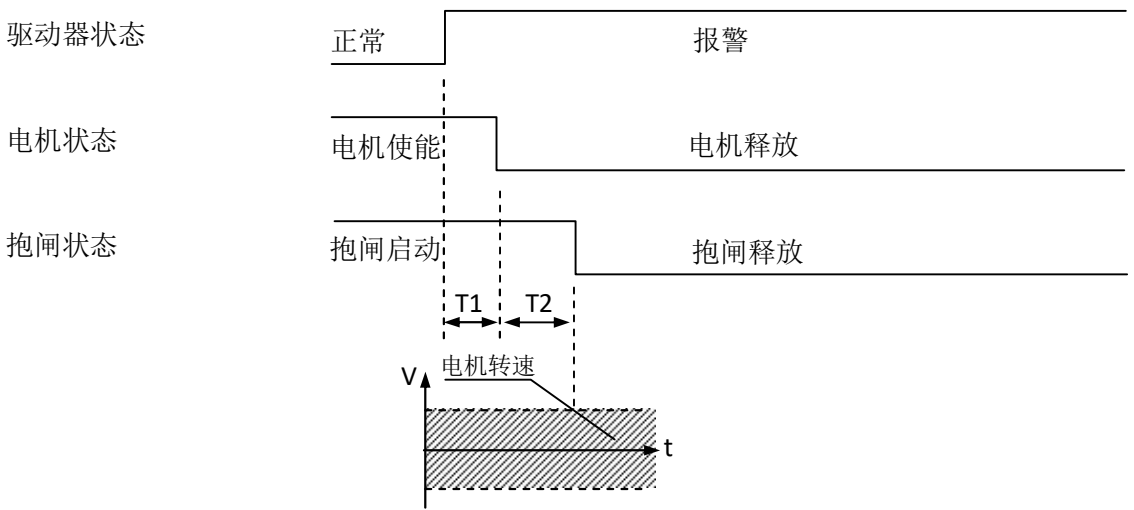 驱动器状态
正常
报警
电机状态
电机使能
电机释放
抱闸状态
抱闸启动
抱闸释放
T1
T2
电机转速
V
t